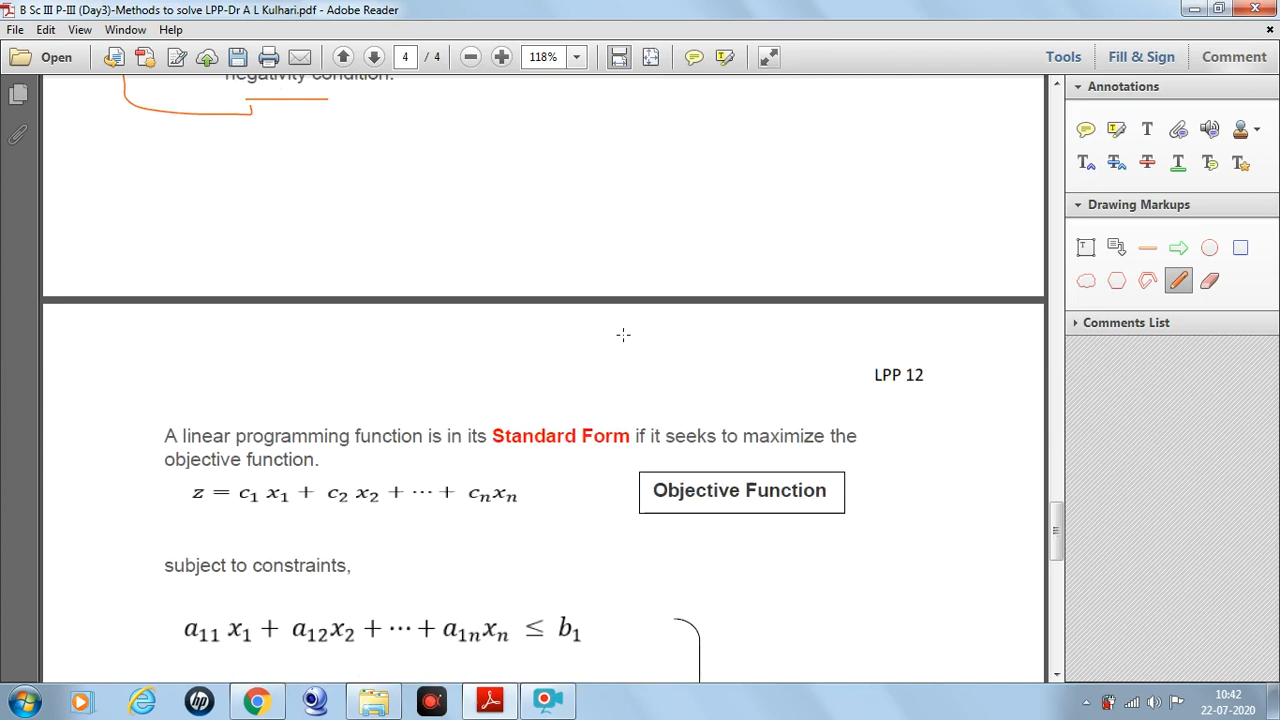 B Sc III P-III (Day3)-Methods to solve LPP-Dr A L Kulhari.pdf - Adobe Reader
File Edit View Window Help
Open 4 / 4 118% Tools Fill & Sign Comment
negativity condition.
Annotations
Drawing Markups
Comments List
LPP 12
A linear programming function is in its Standard Form if it seeks to maximize the
objective function.
z = c₁ x₁ + c₂ x₂ + ⋯ + cₙxₙ
Objective Function
subject to constraints,
a₁₁ x₁ + a₁₂x₂ + ⋯ + a₁ₙxₙ ≤ b₁
10:42
22-07-2020